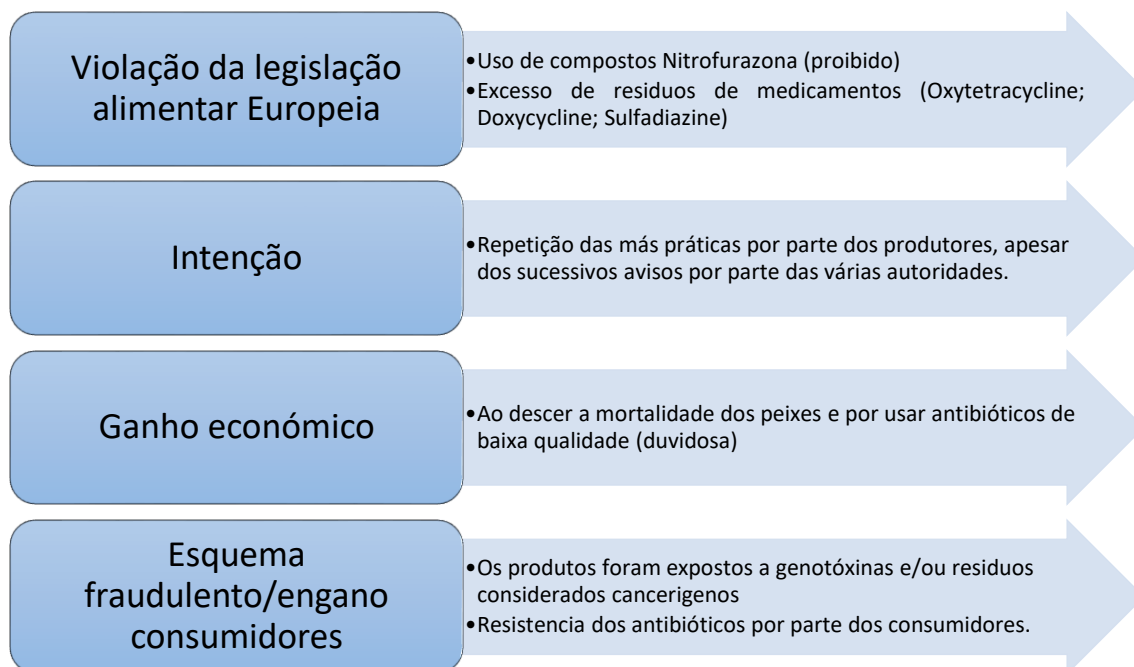 Violação da legislação
alimentar Europeia
•Uso de compostos Nitrofurazona (proibido)
•Excesso de residuos de medicamentos (Oxytetracycline;
Doxycycline; Sulfadiazine)
Intenção
•Repetição das más práticas por parte dos produtores, apesar
dos sucessivos avisos por parte das várias autoridades.
Ganho económico
•Ao descer a mortalidade dos peixes e por usar antibióticos de
baixa qualidade (duvidosa)
Esquema
fraudulento/engano
consumidores
•Os produtos foram expostos a genotóxinas e/ou residuos
considerados cancerigenos
•Resistencia dos antibióticos por parte dos consumidores.